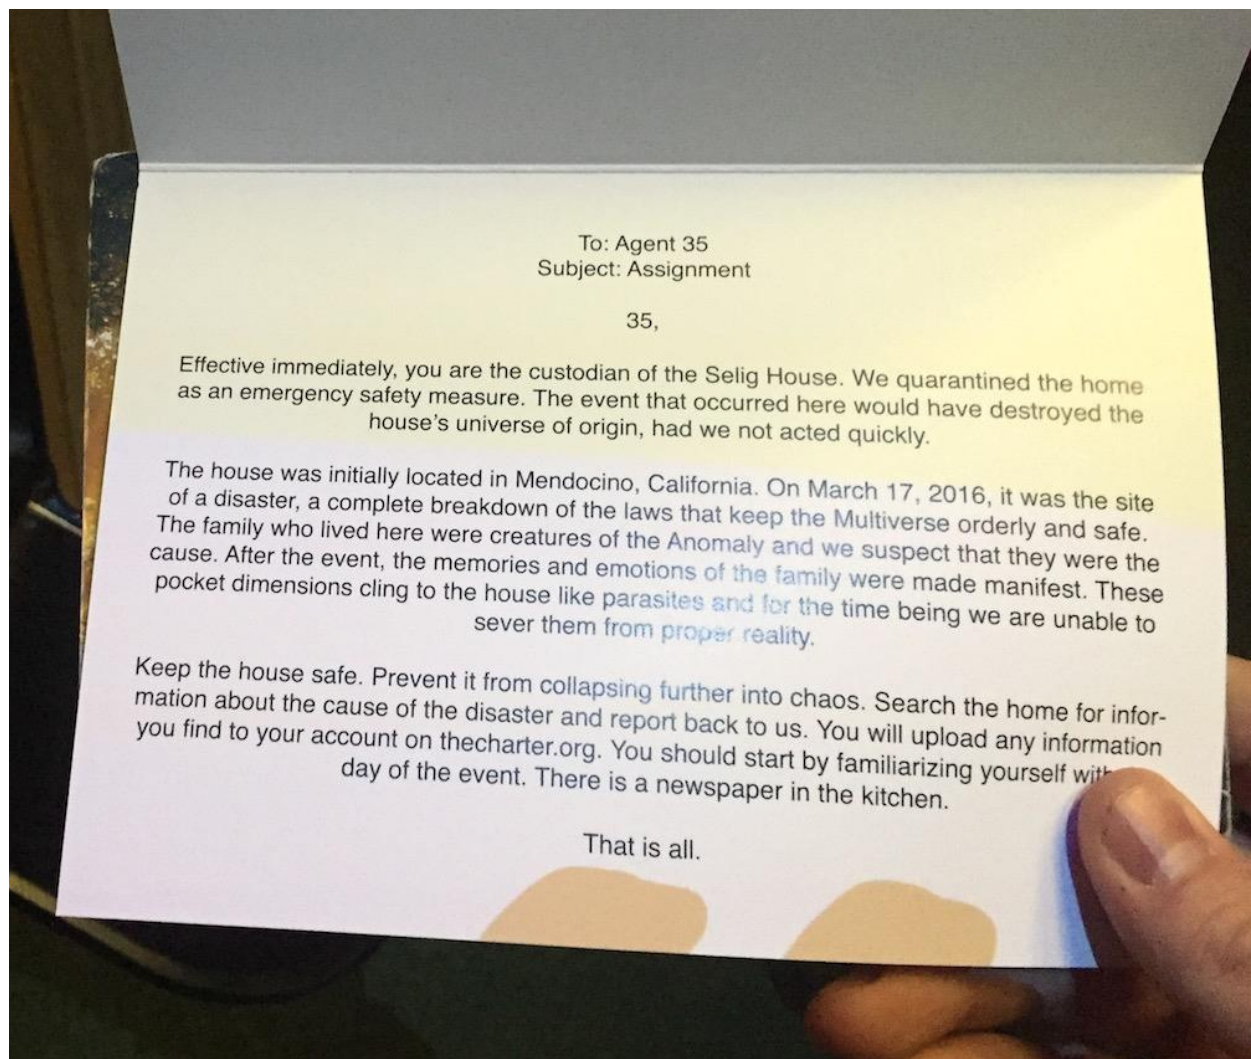 To: Agent 35
Subject: Assignment
35,
Effective immediately, you are the custodian of the Selig House. We quarantined the home
as an emergency safety measure. The event that occurred here would have destroyed the
house's universe of origin, had we not acted quickly.
The house was initially located in Mendocino, California. On March 17, 2016, it was the site
of a disaster, a complete breakdown of the laws that keep the Multiverse orderly and safe.
The family who lived here were creatures of the Anomaly and we suspect that they were the
cause. After the event, the memories and emotions of the family were made manifest. These
pocket dimensions cling to the house like parasites and for the time being we are unable to
sever them from proper reality.
Keep the house safe. Prevent it from collapsing further into chaos. Search the home for infor-
mation about the cause of the disaster and report back to us. You will upload any information
you find to your account on thecharter.org. You should start by familiarizing yourself with
day of the event. There is a newspaper in the kitchen.
That is all.